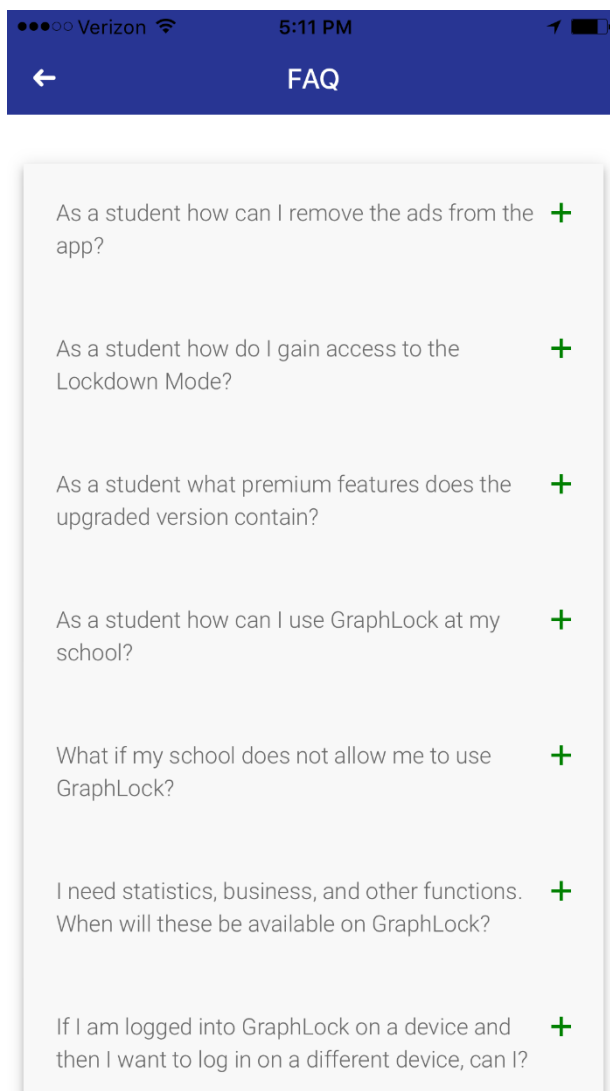 Verizon 5:11 PM
FAQ
As a student how can I remove the ads from the
app?
As a student how do I gain access to the
Lockdown Mode?
As a student what premium features does the
upgraded version contain?
As a student how can I use GraphLock at my
school?
What if my school does not allow me to use
GraphLock?
I need statistics, business, and other functions.
When will these be available on GraphLock?
If I am logged into GraphLock on a device and
then I want to log in on a different device, can I?